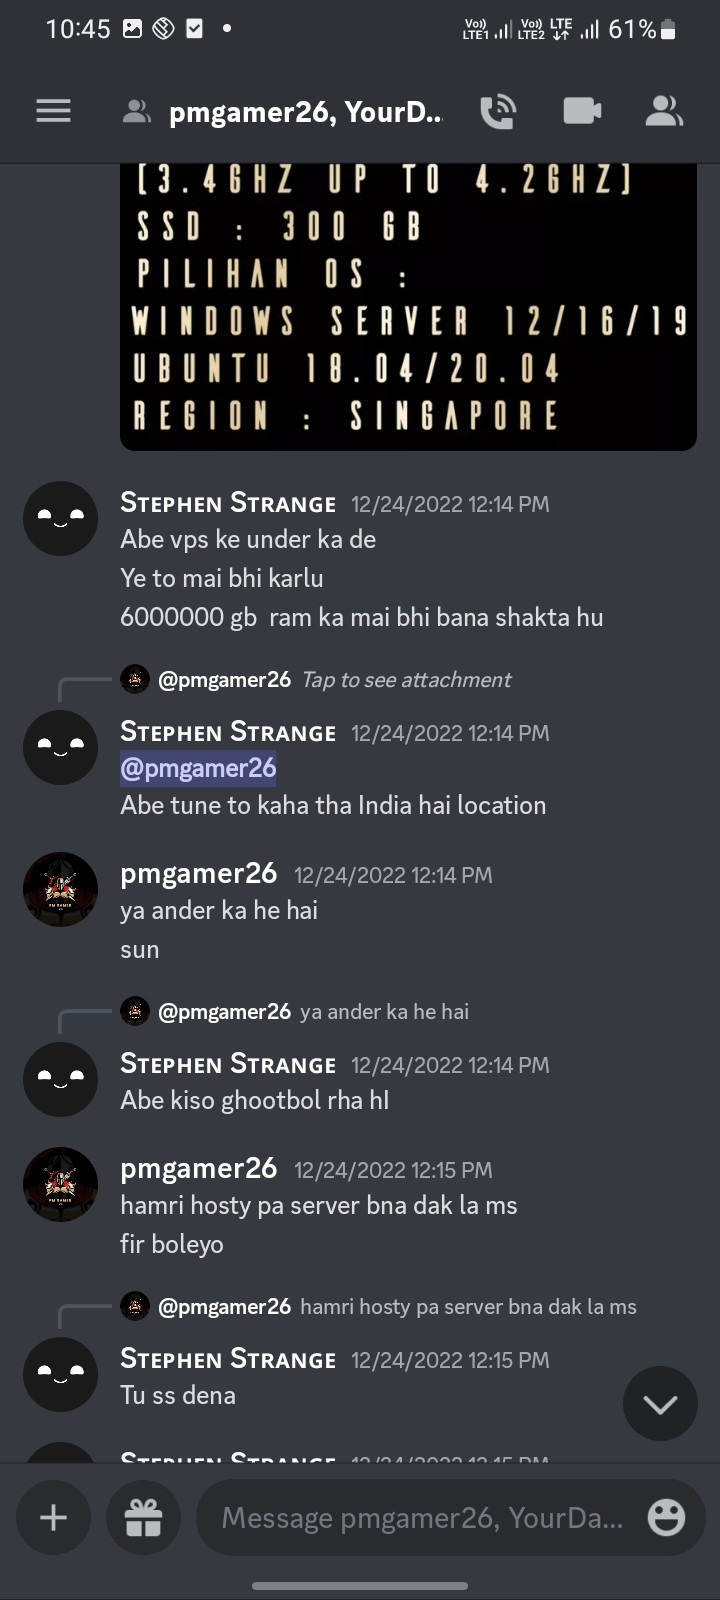 10:45
Vo)) LTE1 Vo)) LTE2 LTE 61%
pmgamer26, YourD...
[3.4GHZ UP TO 4.2GHZ]
SSD : 300 GB
PILIHAN OS :
WINDOWS SERVER 12/16/19
UBUNTU 18.04/20.04
REGION : SINGAPORE
Stephen Strange 12/24/2022 12:14 PM
Abe vps ke under ka de
Ye to mai bhi karlu
6000000 gb ram ka mai bhi bana shakta hu
@pmgamer26 Tap to see attachment
Stephen Strange 12/24/2022 12:14 PM
@pmgamer26
Abe tune to kaha tha India hai location
pmgamer26 12/24/2022 12:14 PM
ya ander ka he hai
sun
@pmgamer26 ya ander ka he hai
Stephen Strange 12/24/2022 12:14 PM
Abe kiso ghootbol rha hI
pmgamer26 12/24/2022 12:15 PM
hamri hosty pa server bna dak la ms
fir boleyo
@pmgamer26 hamri hosty pa server bna dak la ms
Stephen Strange 12/24/2022 12:15 PM
Tu ss dena
Stephen Strange 12/24/2022 12:15 PM
Message pmgamer26, YourDa...